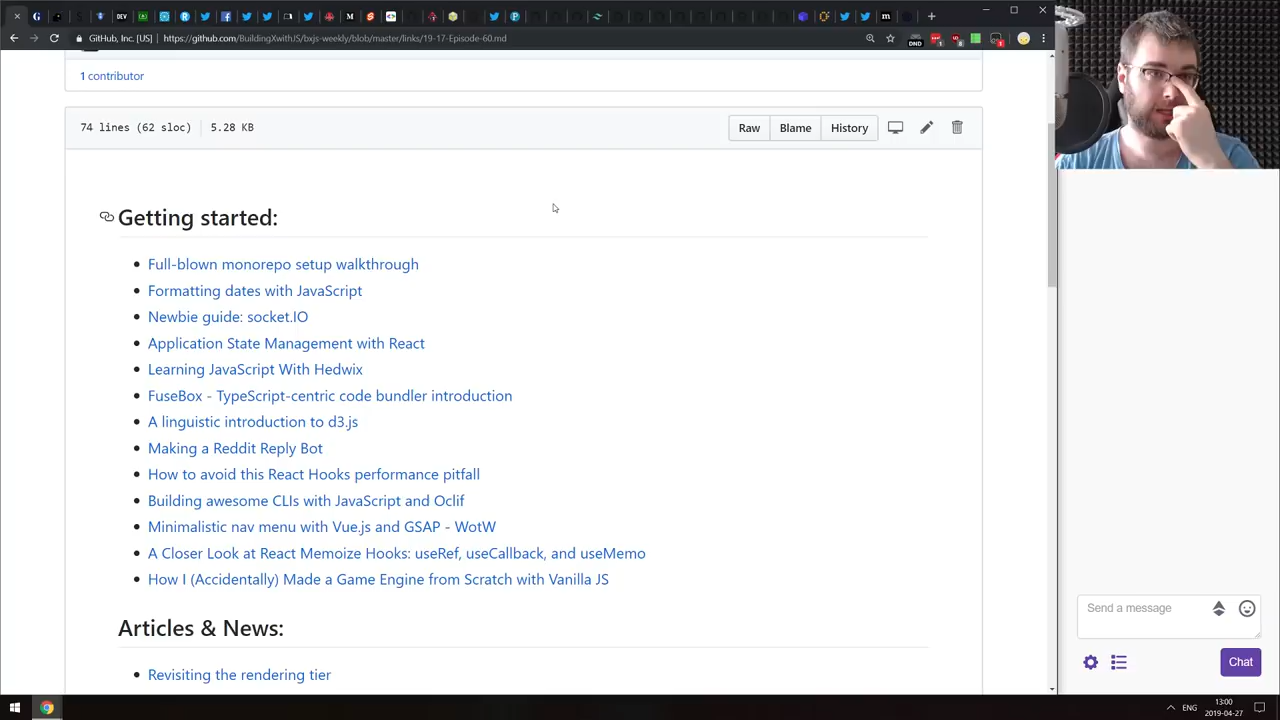 GitHub, Inc. [US]
https://github.com/BuildingXwithJS/bxjs-weekly/blob/master/links/19-17-Episode-60.md
1 contributor
74 lines (62 sloc)
5.28 KB
Raw
Blame
History
Getting started:
Full-blown monorepo setup walkthrough
Formatting dates with JavaScript
Newbie guide: socket.IO
Application State Management with React
Learning JavaScript With Hedwix
FuseBox - TypeScript-centric code bundler introduction
A linguistic introduction to d3.js
Making a Reddit Reply Bot
How to avoid this React Hooks performance pitfall
Building awesome CLIs with JavaScript and Oclif
Minimalistic nav menu with Vue.js and GSAP - WotW
A Closer Look at React Memoize Hooks: useRef, useCallback, and useMemo
How I (Accidentally) Made a Game Engine from Scratch with Vanilla JS
Articles & News:
Revisiting the rendering tier
Send a message
Chat
ENG
13:00
2019-04-27